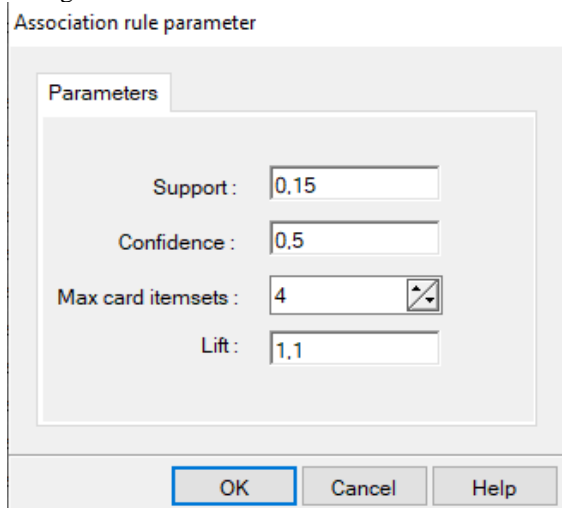 Association rule parameter
Parameters
Support : 0,15
Confidence : 0,5
Max card itemsets : 4
Lift : 1,1
OK Cancel Help